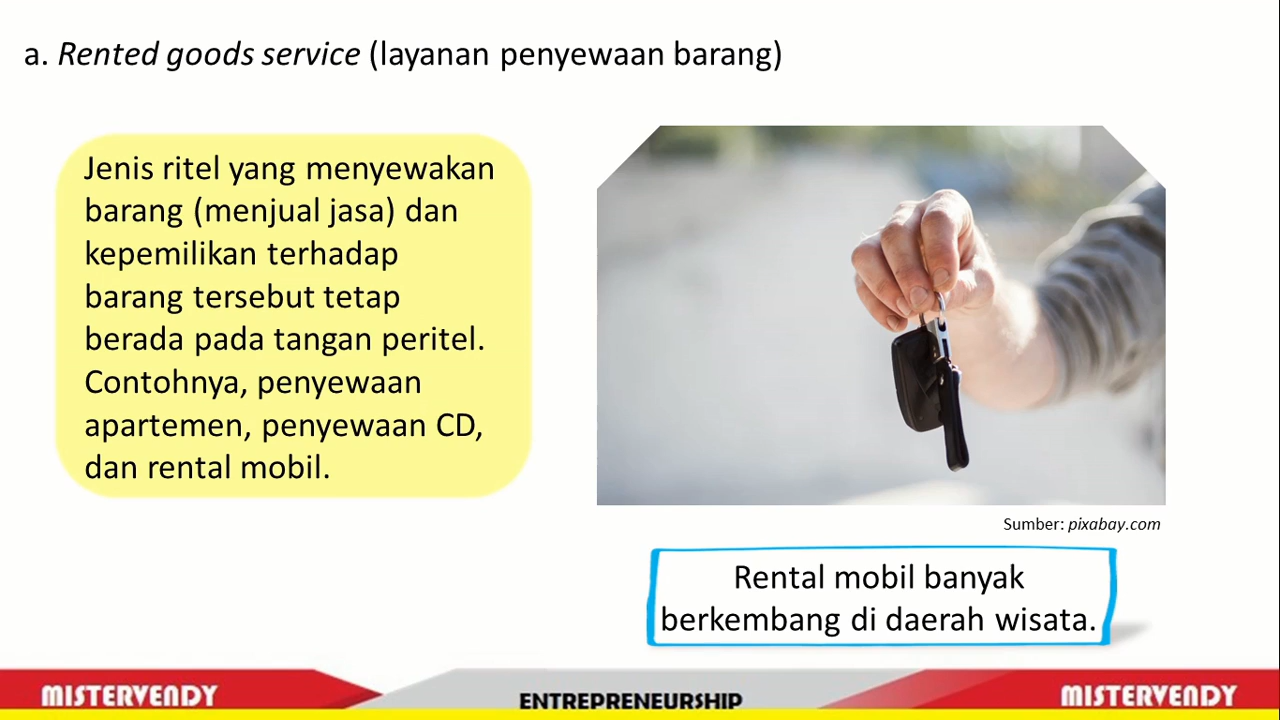 a. Rented goods service (layanan penyewaan barang)
Jenis ritel yang menyewakan
barang (menjual jasa) dan
kepemilikan terhadap
barang tersebut tetap
berada pada tangan peritel.
Contohnya, penyewaan
apartemen, penyewaan CD,
dan rental mobil.
Sumber: pixabay.com
Rental mobil banyak
berkembang di daerah wisata.
MISTERVENDY
ENTREPRENEURSHIP
MISTERVENDY